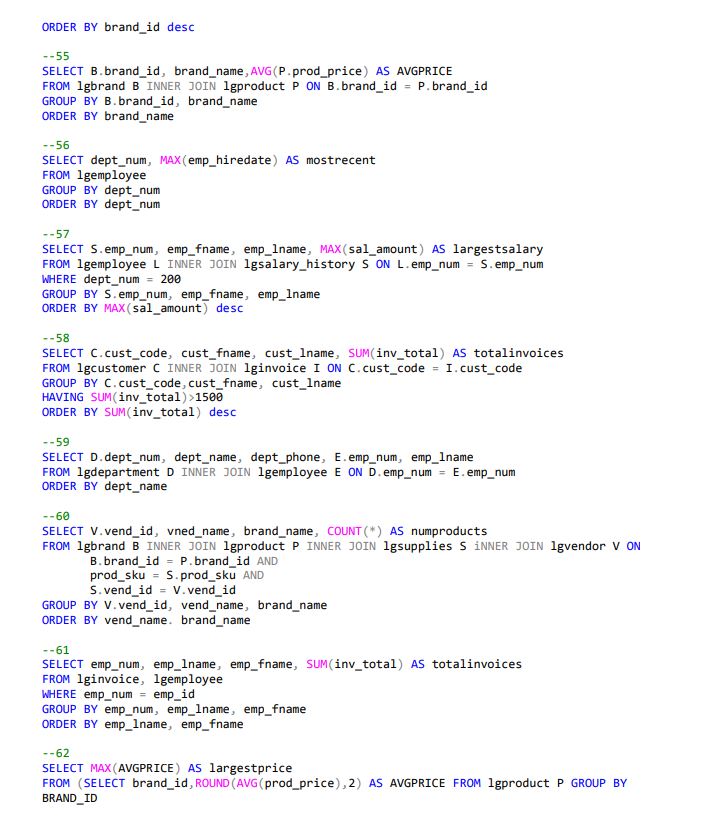 ORDER BY brand_id desc
--55
SELECT B.brand_id, brand_name,AVG(P.prod_price) AS AVGPRICE
FROM lgbrand B INNER JOIN lgproduct P ON B.brand_id = P.brand_id
GROUP BY B.brand_id, brand_name
ORDER BY brand_name
--56
SELECT dept_num, MAX(emp_hiredate) AS mostrecent
FROM lgemployee
GROUP BY dept_num
ORDER BY dept_num
--57
SELECT S.emp_num, emp_fname, emp_lname, MAX(sal_amount) AS largestsalary
FROM lgemployee L INNER JOIN lgsalary_history S ON L.emp_num = S.emp_num
WHERE dept_num = 200
GROUP BY S.emp_num, emp_fname, emp_lname
ORDER BY MAX(sal_amount) desc
--58
SELECT C.cust_code, cust_fname, cust_lname, SUM(inv_total) AS totalinvoices
FROM lgcustomer C INNER JOIN lginvoice I ON C.cust_code = I.cust_code
GROUP BY C.cust_code,cust_fname, cust_lname
HAVING SUM(inv_total)>1500
ORDER BY SUM(inv_total) desc
--59
SELECT D.dept_num, dept_name, dept_phone, E.emp_num, emp_lname
FROM lgdepartment D INNER JOIN lgemployee E ON D.emp_num = E.emp_num
ORDER BY dept_name
--60
SELECT V.vend_id, vned_name, brand_name, COUNT(*) AS numproducts
FROM lgbrand B INNER JOIN lgproduct P INNER JOIN lgsupplies S iNNER JOIN lgvendor V ON
B.brand_id = P.brand_id AND
prod_sku = S.prod_sku AND
S.vend_id = V.vend_id
GROUP BY V.vend_id, vend_name, brand_name
ORDER BY vend_name. brand_name
--61
SELECT emp_num, emp_lname, emp_fname, SUM(inv_total) AS totalinvoices
FROM lginvoice, lgemployee
WHERE emp_num = emp_id
GROUP BY emp_num, emp_lname, emp_fname
ORDER BY emp_lname, emp_fname
--62
SELECT MAX(AVGPRICE) AS largestprice
FROM (SELECT brand_id,ROUND(AVG(prod_price),2) AS AVGPRICE FROM lgproduct P GROUP BY
BRAND_ID